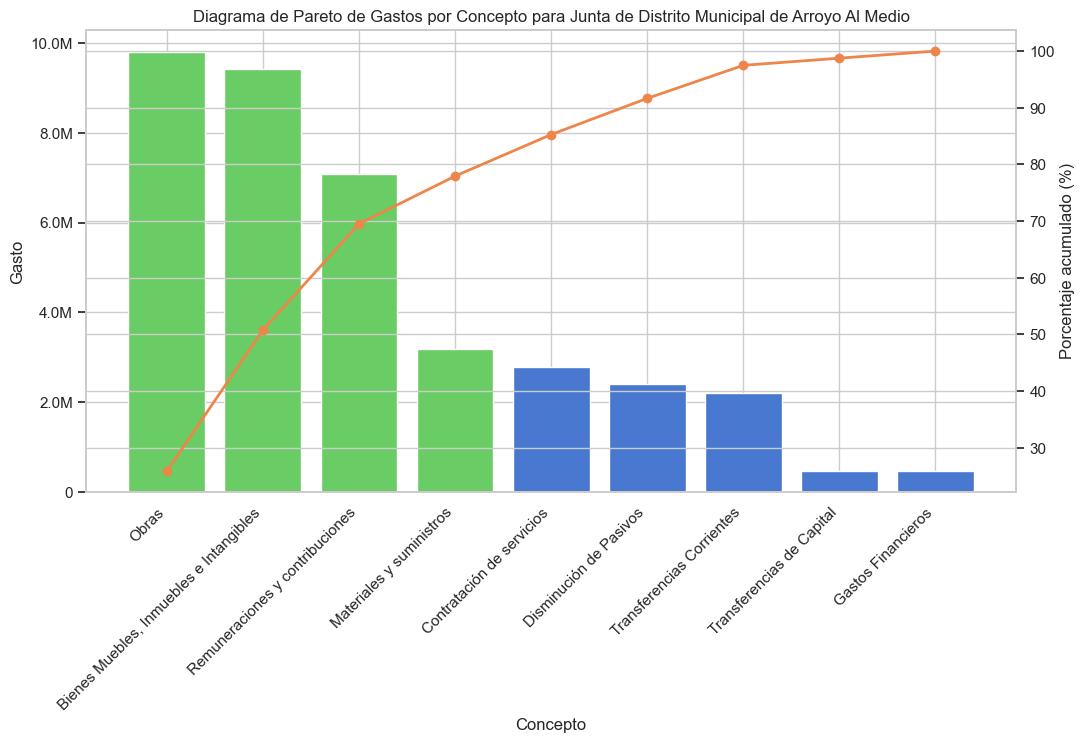 Diagrama de Pareto de Gastos por Concepto para Junta de Distrito Municipal de Arroyo Al Medio
10.0M
8.0M
6.0M
4.0M
2.0M
0
Gasto
100
90
80
70
60
50
40
30
Porcentaje acumulado (%)
Obras
Bienes Muebles, Inmuebles e Intangibles
Remuneraciones y contribuciones
Materiales y suministros
Contratación de servicios
Disminución de Pasivos
Transferencias Corrientes
Transferencias de Capital
Gastos Financieros
Concepto